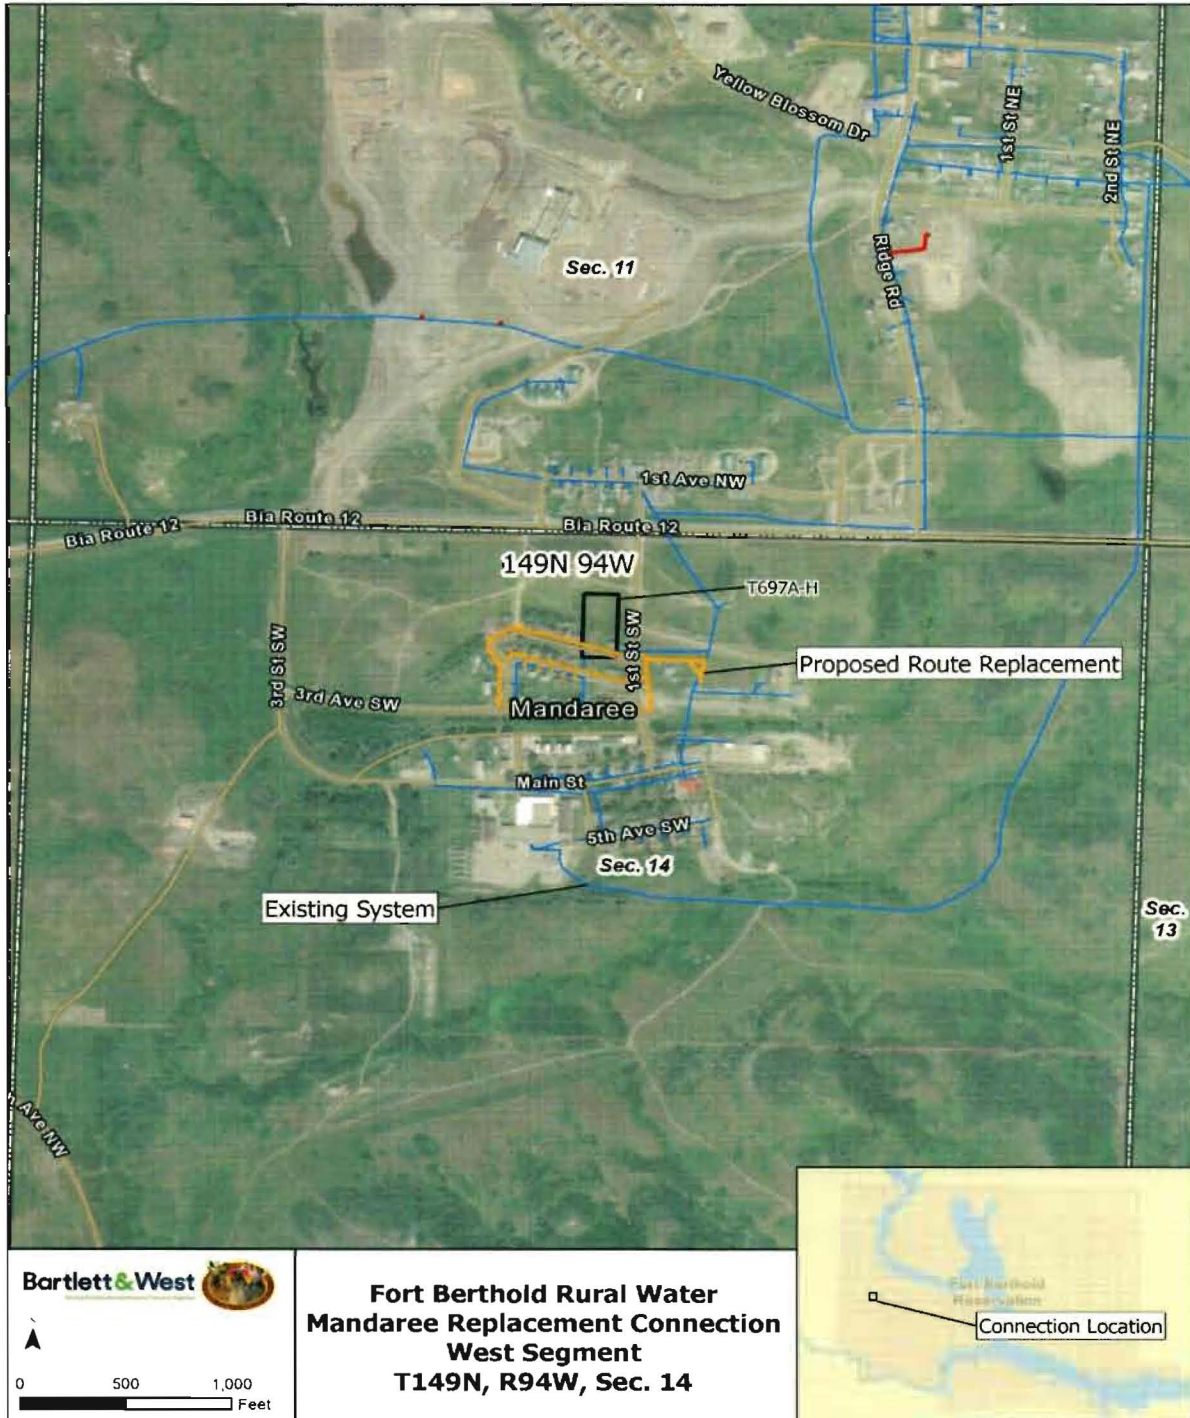 Yellow Blossom Dr
1st St NE
2nd St NE
Ridge Rd
Sec. 11
1st Ave NW
Bia Route 12
Bia Route 12
Bia Route 12
149N 94W
T697A-H
1st St SW
3rd St SW
Proposed Route Replacement
3rd Ave SW
Mandaree
Main St
5th Ave SW
Sec. 14
Existing System
Sec.
13
Ave NW
Bartlett&West
0 500 1,000
Feet
Fort Berthold Rural Water
Mandaree Replacement Connection
West Segment
T149N, R94W, Sec. 14
Fort Berthold
Reservation
Connection Location